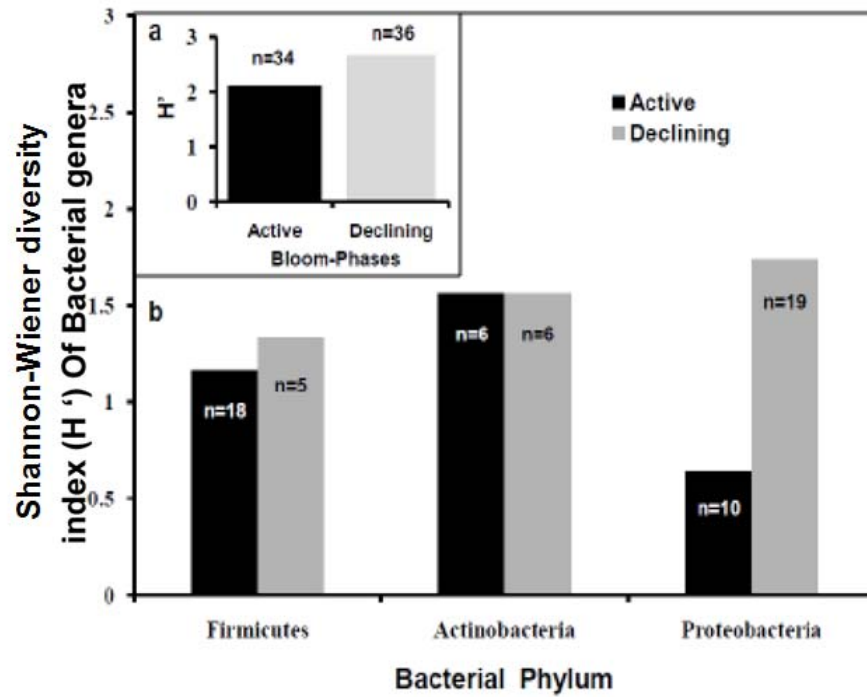 Shannon-Wiener diversity
index (H ‘) Of Bacterial genera
3
2.5
2
1.5
1
0.5
0
a
H’
3
2
1
0
n=34
n=36
Active
Declining
Bloom-Phases
Active
Declining
b
n=18
n=5
n=6
n=6
n=10
n=19
Firmicutes
Actinobacteria
Proteobacteria
Bacterial Phylum